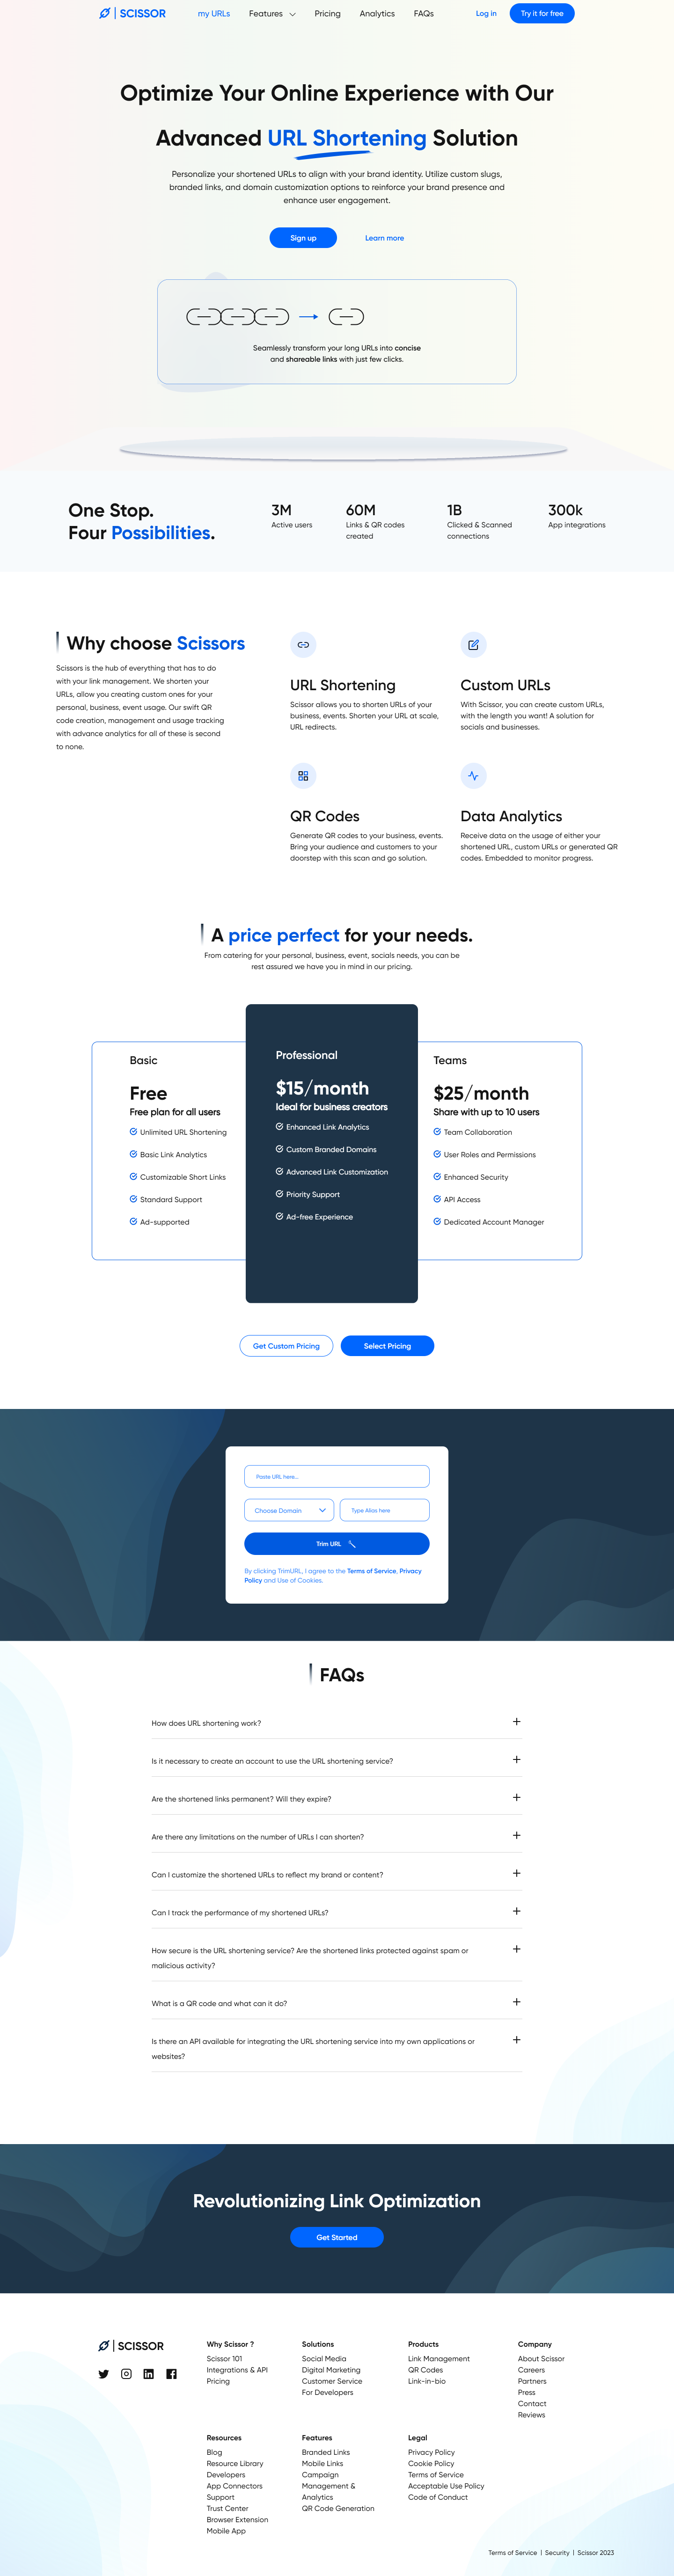 SCISSOR
my URLs
Features
Pricing
Analytics
FAQs
Log in
Try it for free
Optimize Your Online Experience with Our
Advanced URL Shortening Solution
Personalize your shortened URLs to align with your brand identity. Utilize custom slugs,
branded links, and domain customization options to reinforce your brand presence and
enhance user engagement.
Sign up
Learn more
Seamlessly transform your long URLs into concise
and shareable links with just few clicks.
One Stop.
Four Possibilities.
3M
Active users
60M
Links & QR codes
created
1B
Clicked & Scanned
connections
300k
App integrations
Why choose Scissors
Scissors is the hub of everything that has to do
with your link management. We shorten your
URLs, allow you creating custom ones for your
personal, business, event usage. Our swift QR
code creation, management and usage tracking
with advance analytics for all of these is second
to none.
URL Shortening
Scissor allows you to shorten URLs of your
business, events. Shorten your URL at scale,
URL redirects.
Custom URLs
With Scissor, you can create custom URLs,
with the length you want! A solution for
socials and businesses.
QR Codes
Generate QR codes to your business, events.
Bring your audience and customers to your
doorstep with this scan and go solution.
Data Analytics
Receive data on the usage of either your
shortened URL, custom URLs or generated QR
codes. Embedded to monitor progress.
A price perfect for your needs.
From catering for your personal, business, event, socials needs, you can be
rest assured we have you in mind in our pricing.
Basic
Free
Free plan for all users
Unlimited URL Shortening
Basic Link Analytics
Customizable Short Links
Standard Support
Ad-supported
Professional
$15/month
Ideal for business creators
Enhanced Link Analytics
Custom Branded Domains
Advanced Link Customization
Priority Support
Ad-free Experience
Teams
$25/month
Share with up to 10 users
Team Collaboration
User Roles and Permissions
Enhanced Security
API Access
Dedicated Account Manager
Get Custom Pricing
Select Pricing
Paste URL here...
Choose Domain
Type Alias here
Trim URL
By clicking TrimURL, I agree to the Terms of Service, Privacy
Policy and Use of Cookies.
FAQs
How does URL shortening work?
Is it necessary to create an account to use the URL shortening service?
Are the shortened links permanent? Will they expire?
Are there any limitations on the number of URLs I can shorten?
Can I customize the shortened URLs to reflect my brand or content?
Can I track the performance of my shortened URLs?
How secure is the URL shortening service? Are the shortened links protected against spam or
malicious activity?
What is a QR code and what can it do?
Is there an API available for integrating the URL shortening service into my own applications or
websites?
Revolutionizing Link Optimization
Get Started
SCISSOR
Why Scissor ?
Scissor 101
Integrations & API
Pricing
Solutions
Social Media
Digital Marketing
Customer Service
For Developers
Products
Link Management
QR Codes
Link-in-bio
Company
About Scissor
Careers
Partners
Press
Contact
Reviews
Resources
Blog
Resource Library
Developers
App Connectors
Support
Trust Center
Browser Extension
Mobile App
Features
Branded Links
Mobile Links
Campaign
Management &
Analytics
QR Code Generation
Legal
Privacy Policy
Cookie Policy
Terms of Service
Acceptable Use Policy
Code of Conduct
Terms of Service | Security | Scissor 2023